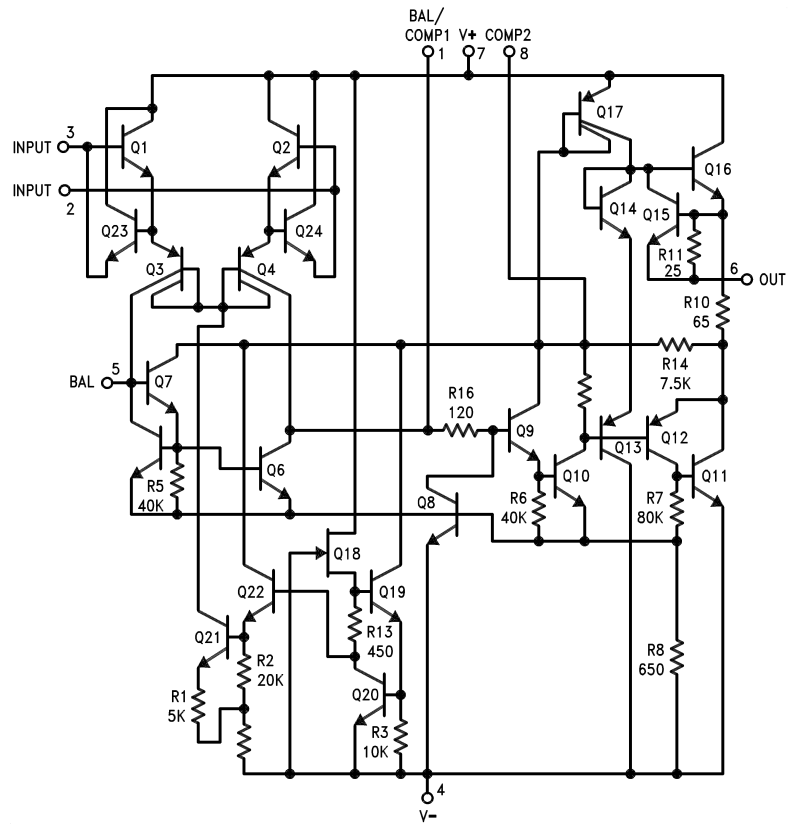 BAL/
COMP1 V+ COMP2
1 7 8
Q17
3
INPUT Q1 Q2
Q16
INPUT
2
Q14 Q15
Q23 Q24
R11
25
Q3 Q4
6
OUT
R10
65
5
BAL Q7
R14
7.5K
R16
120
Q9 Q13 Q12
Q6 Q10 Q11
R5
40K
Q8
R6
40K
R7
80K
Q18
Q22 Q19
Q21
R13
450
R2
20K
R8
650
R1
5K
Q20
R3
10K
4
V-